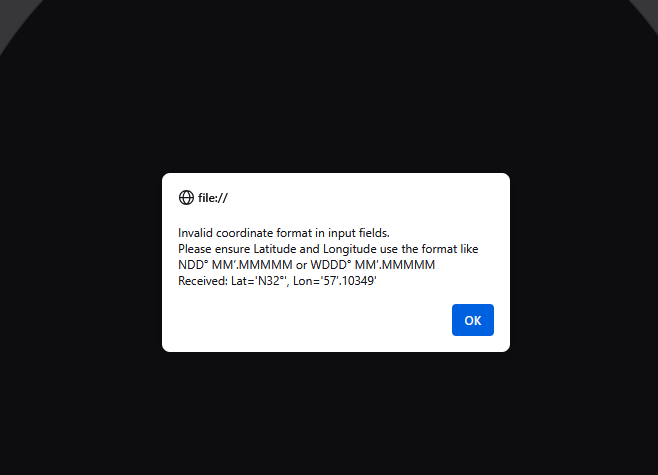 file://
Invalid coordinate format in input fields.
Please ensure Latitude and Longitude use the format like
NDD° MM'.MMMMM or WDDD° MM'.MMMMM
Received: Lat='N32°', Lon='57'.10349'
OK